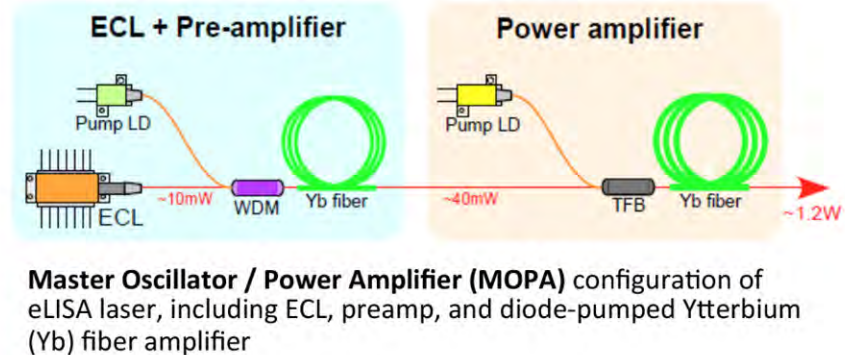 ECL + Pre-amplifier
Power amplifier
Pump LD
Pump LD
ECL
~10mW
WDM
Yb fiber
~40mW
TFB
Yb fiber
~1.2W
Master Oscillator / Power Amplifier (MOPA) configuration of
eLISA laser, including ECL, preamp, and diode-pumped Ytterbium
(Yb) fiber amplifier